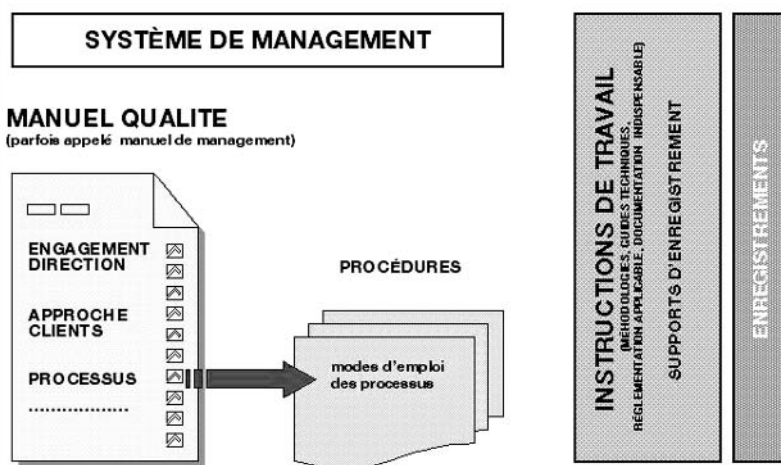 SYSTÈME DE MANAGEMENT
MANUEL QUALITE
(parfois appelé manuel de management)
ENGAGEMENT
DIRECTION
APPROCHE
CLIENTS
PROCESSUS
..................
PROCÉDURES
modes d'emploi
des processus
INSTRUCTIONS DE TRAVAIL
(MÉHODOLOGIES, GUIDES TECHNIQUES,
RÉGLEMENTATION APPLICABLE, DOCUMENTATION INDISPENSABLE)
SUPPORTS D'ENREGISTREMENT
ENREGISTREMENTS